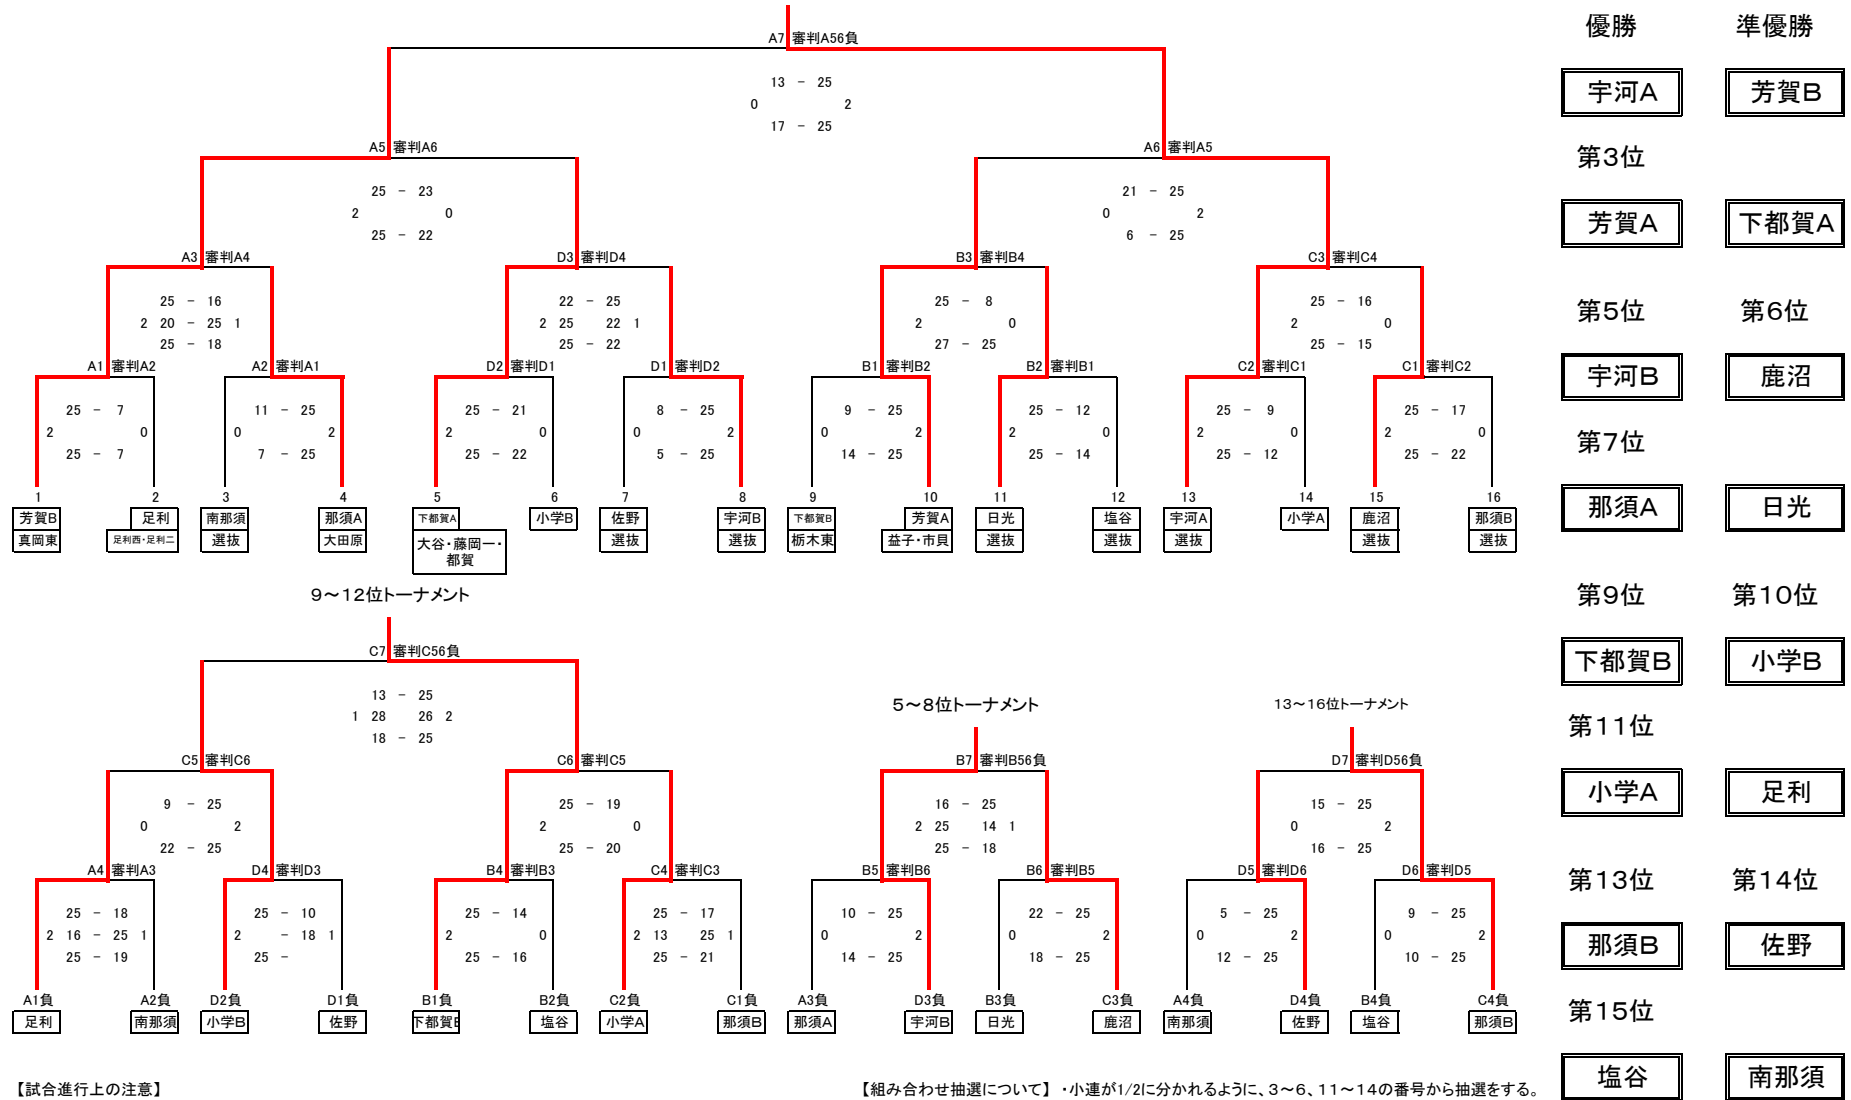 優勝 準優勝
A7 審判A56負
13 － 25
0 2
17 － 25
宇河A 芳賀B
A5 審判A6 A6 審判A5
第3位
25 － 23 21 － 25
2 0 0 2
25 － 22 6 － 25
芳賀A 下都賀A
A3 審判A4 D3 審判D4 B3 審判B4 C3 審判C4
25 － 16 22 － 25 25 － 8 25 － 16
2 20 － 25 1 2 25 22 1 2 0 2 0
25 － 18 25 － 22 27 － 25 25 － 15
第5位 第6位
A1 審判A2 A2 審判A1 D2 審判D1 D1 審判D2 B1 審判B2 B2 審判B1 C2 審判C1 C1 審判C2
宇河B 鹿沼
25 － 7 11 － 25 25 － 21 8 － 25 9 － 25 25 － 12 25 － 9 25 － 17
2 0 0 2 2 0 0 2 0 2 2 0 2 0 2 0
25 － 7 7 － 25 25 － 22 5 － 25 14 － 25 25 － 14 25 － 12 25 － 22
第7位
1 2 3 4 5 6 7 8 9 10 11 12 13 14 15 16
芳賀B 足利 南那須 那須A 下都賀A 小学B 佐野 宇河B 下都賀B 芳賀A 日光 塩谷 宇河A 小学A 鹿沼 那須B
真岡東 足利西・足利二 選抜 大田原 大谷・藤岡一・ 選抜 選抜 栃木東 益子・市貝 選抜 選抜 選抜 選抜 選抜
都賀
那須A 日光
9～12位トーナメント
第9位 第10位
C7 審判C56負
下都賀B 小学B
13 － 25
1 28 26 2
18 － 25
5～8位トーナメント 13～16位トーナメント
第11位
C5 審判C6 C6 審判C5 B7 審判B56負 D7 審判D56負
小学A 足利
9 － 25 25 － 19 16 － 25 15 － 25
0 2 2 0 2 25 14 1 0 2
22 － 25 25 － 20 25 － 18 16 － 25
A4 審判A3 D4 審判D3 B4 審判B3 C4 審判C3 B5 審判B6 B6 審判B5 D5 審判D6 D6 審判D5
第13位 第14位
25 － 18 25 － 10 25 － 14 25 － 17 10 － 25 22 － 25 5 － 25 9 － 25
2 16 － 25 1 2 － 18 1 2 0 2 13 25 1 0 2 0 2 0 2 0 2
25 － 19 25 － 25 － 16 25 － 21 14 － 25 18 － 25 12 － 25 10 － 25
那須B 佐野
A1負 A2負 D2負 D1負 B1負 B2負 C2負 C1負 A3負 D3負 B3負 C3負 A4負 D4負 B4負 C4負
足利 南那須 小学B 佐野 下都賀B 塩谷 小学A 那須B 那須A 宇河B 日光 鹿沼 南那須 佐野 塩谷 那須B
第15位
塩谷 南那須
【試合進行上の注意】 【組み合わせ抽選について】 ・小連が1/2に分かれるように、3～6、11～14の番号から抽選をする。